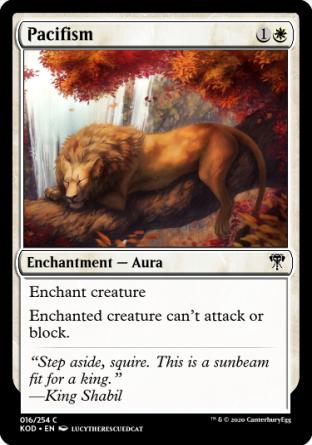 Pacifism 1
Enchantment — Aura
Enchant creature
Enchanted creature can't attack or
block.
“Step aside, squire. This is a sunbeam
fit for a king.”
—King Shabil
016/254 C
KOD • EN LUCYTHERESCUEDCAT
™ & © 2020 CanterburyEgg